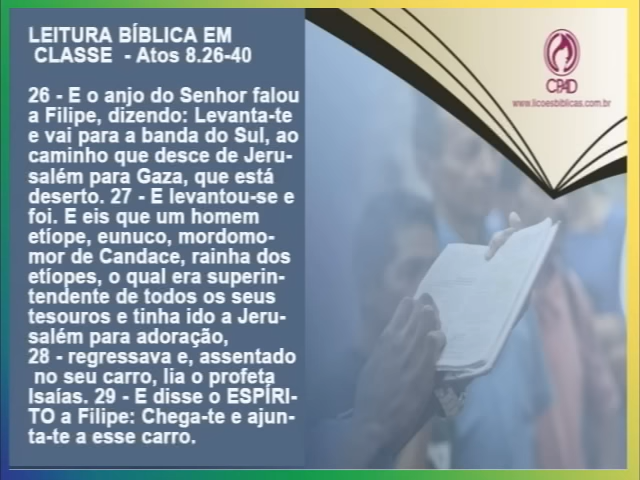 LEITURA BÍBLICA EM
CLASSE - Atos 8.26-40
26 - E o anjo do Senhor falou
a Filipe, dizendo: Levanta-te
e vai para a banda do Sul, ao
caminho que desce de Jeru-
salém para Gaza, que está
deserto. 27 - E levantou-se e
foi. E eis que um homem
etíope, eunuco, mordomo-
mor de Candace, rainha dos
etíopes, o qual era superin-
tendente de todos os seus
tesouros e tinha ido a Jeru-
salém para adoração,
28 - regressava e, assentado
no seu carro, lia o profeta
Isaías. 29 - E disse o ESPÍRI-
TO a Filipe: Chega-te e ajun-
ta-te a esse carro.
CPAD
www.licoesbiblicas.com.br